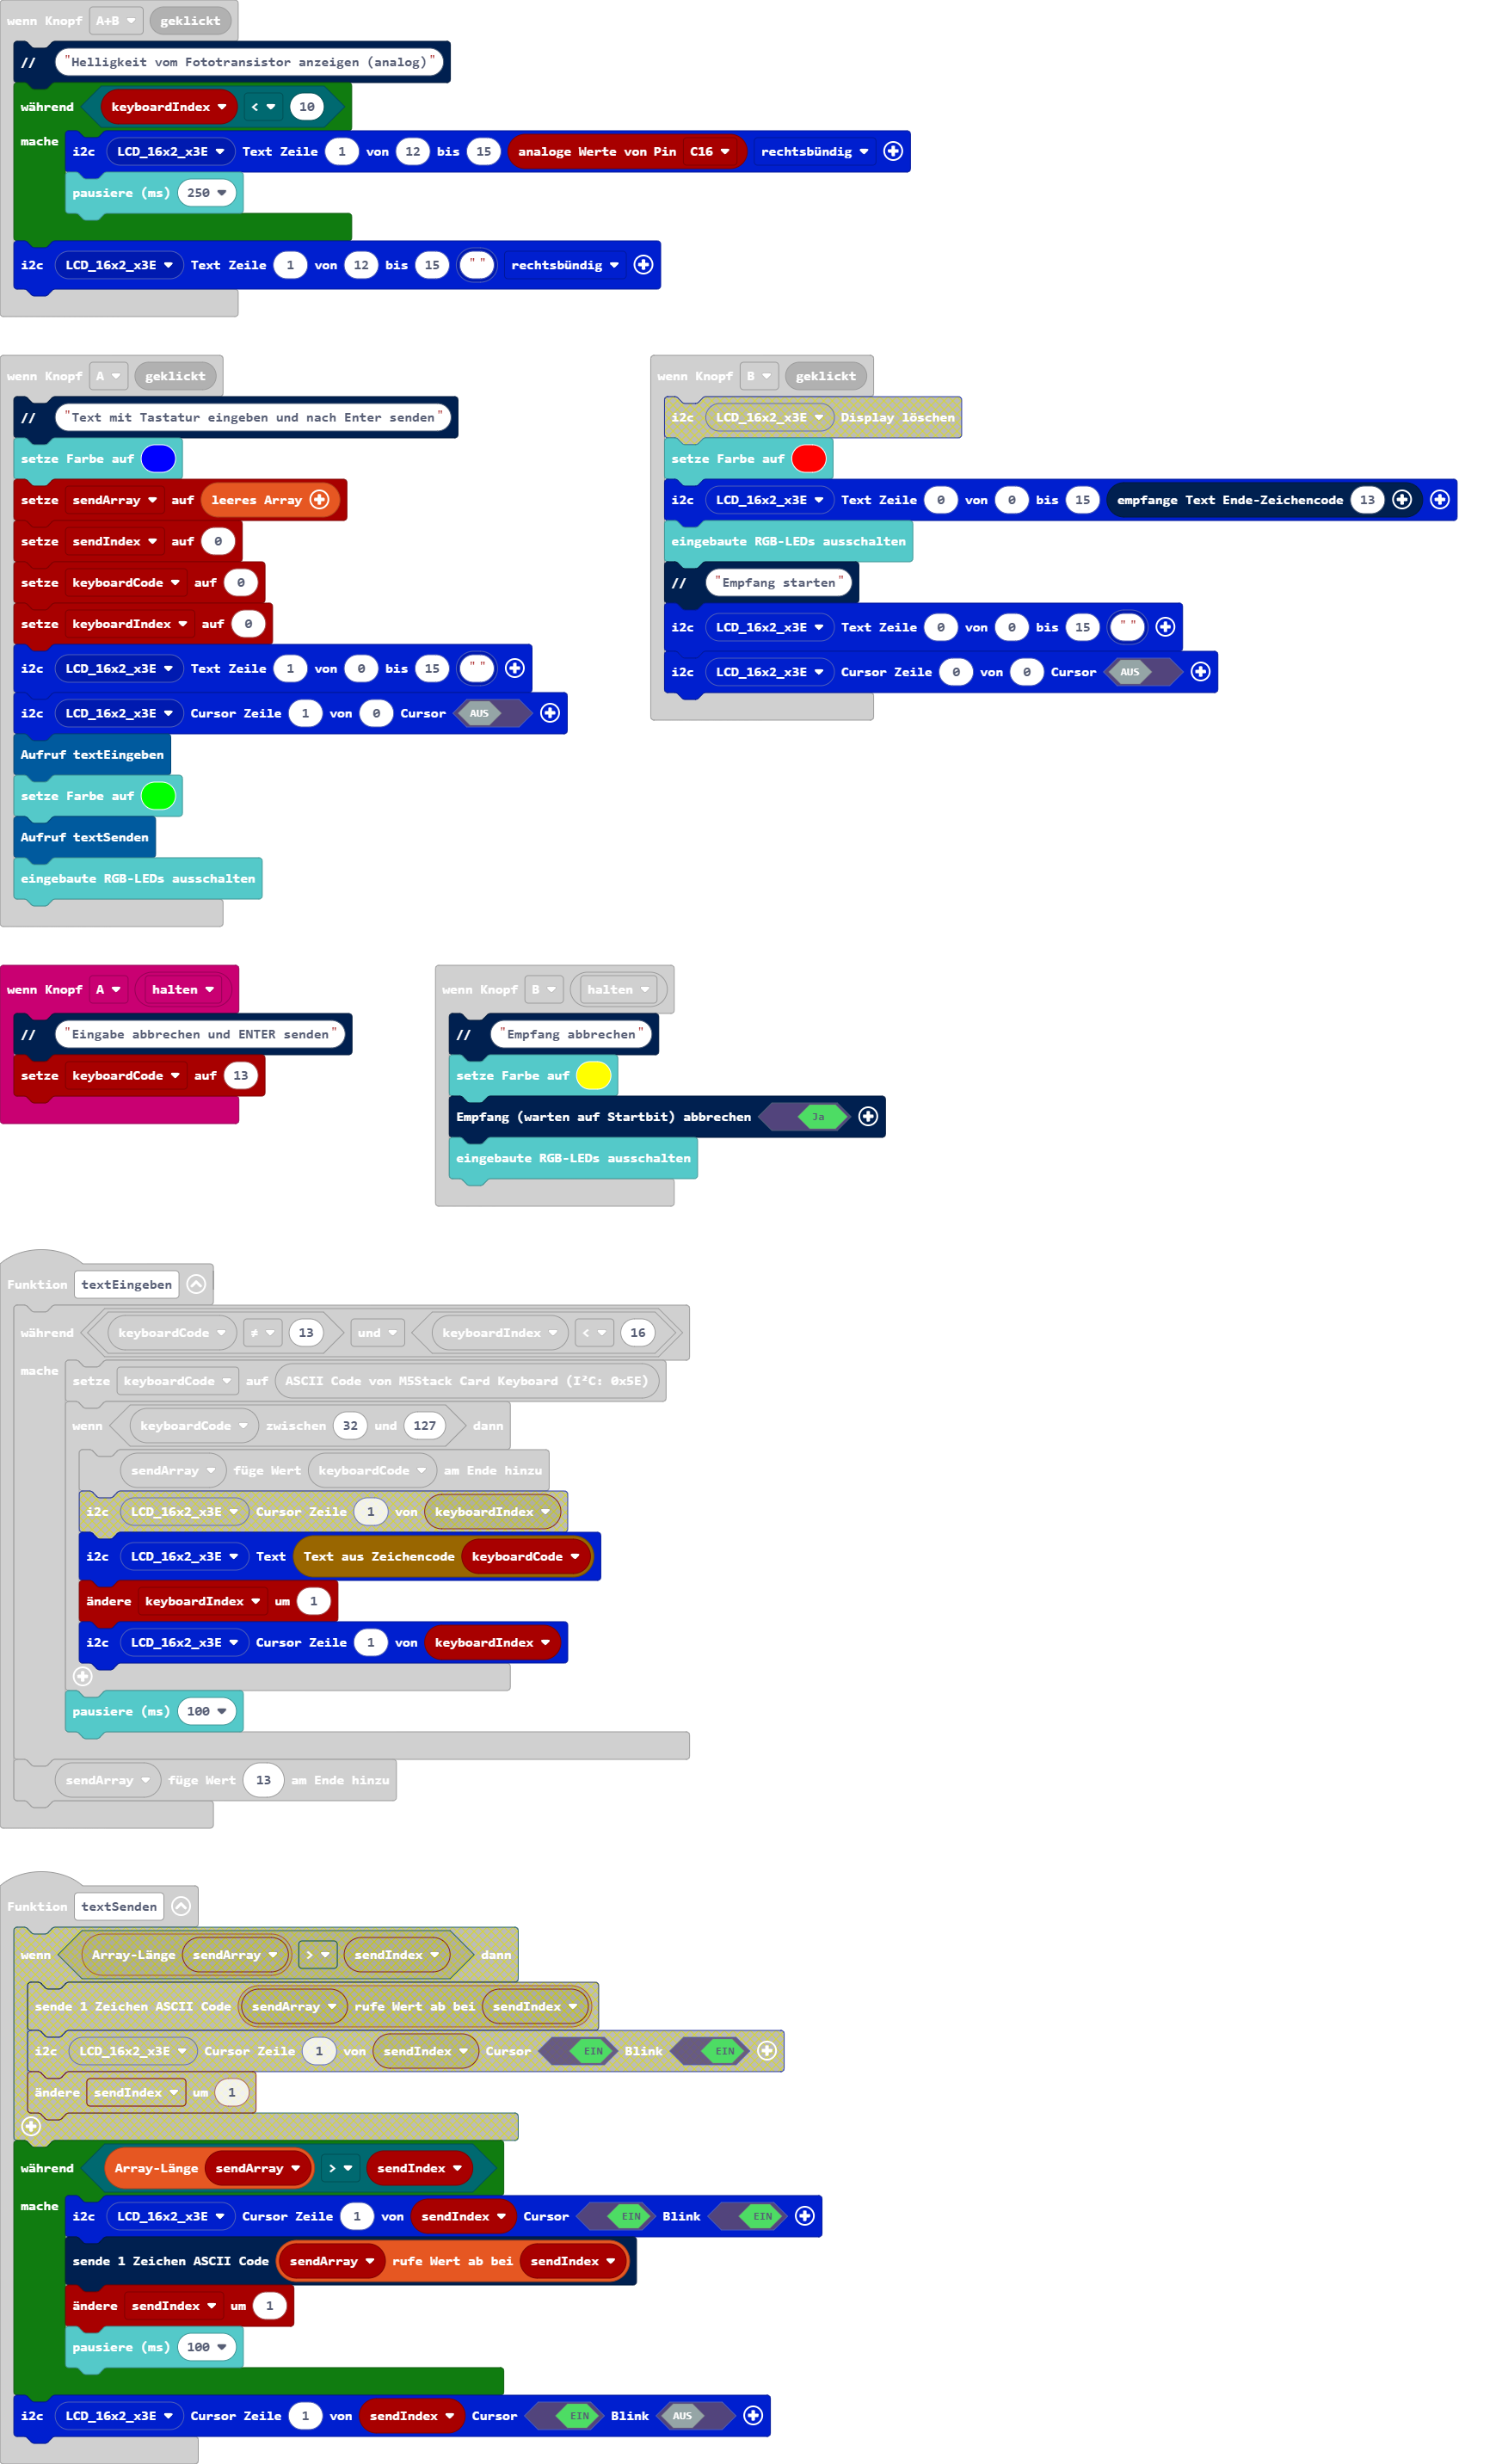 wenn Knopf A+B geklickt
// "Helligkeit vom Fototransistor anzeigen (analog)"
während keyboardIndex < 10
mache
i2c LCD_16x2_x3E Text Zeile 1 von 12 bis 15 analoge Werte von Pin C16 rechtsbündig
pausiere (ms) 250
i2c LCD_16x2_x3E Text Zeile 1 von 12 bis 15 " " rechtsbündig
wenn Knopf A geklickt
// "Text mit Tastatur eingeben und nach Enter senden"
setze Farbe auf
setze sendArray auf leeres Array
setze sendIndex auf 0
setze keyboardCode auf 0
setze keyboardIndex auf 0
i2c LCD_16x2_x3E Text Zeile 1 von 0 bis 15 " "
i2c LCD_16x2_x3E Cursor Zeile 1 von 0 Cursor AUS
Aufruf textEingeben
setze Farbe auf
Aufruf textSenden
eingebaute RGB-LEDs ausschalten
wenn Knopf B geklickt
i2c LCD_16x2_x3E Display löschen
setze Farbe auf
i2c LCD_16x2_x3E Text Zeile 0 von 0 bis 15 empfange Text Ende-Zeichencode 13
eingebaute RGB-LEDs ausschalten
// "Empfang starten"
i2c LCD_16x2_x3E Text Zeile 0 von 0 bis 15 " "
i2c LCD_16x2_x3E Cursor Zeile 0 von 0 Cursor AUS
wenn Knopf A halten
// "Eingabe abbrechen und ENTER senden"
setze keyboardCode auf 13
wenn Knopf B halten
// "Empfang abbrechen"
setze Farbe auf
Empfang (warten auf Startbit) abbrechen Ja
eingebaute RGB-LEDs ausschalten
Funktion textEingeben
während keyboardCode ≠ 13 und keyboardIndex < 16
mache
setze keyboardCode auf ASCII Code von M5Stack Card Keyboard (I²C: 0x5E)
wenn keyboardCode zwischen 32 und 127 dann
sendArray füge Wert keyboardCode am Ende hinzu
i2c LCD_16x2_x3E Cursor Zeile 1 von keyboardIndex
i2c LCD_16x2_x3E Text Text aus Zeichencode keyboardCode
ändere keyboardIndex um 1
i2c LCD_16x2_x3E Cursor Zeile 1 von keyboardIndex
pausiere (ms) 100
sendArray füge Wert 13 am Ende hinzu
Funktion textSenden
wenn Array-Länge sendArray > sendIndex dann
sende 1 Zeichen ASCII Code sendArray rufe Wert ab bei sendIndex
i2c LCD_16x2_x3E Cursor Zeile 1 von sendIndex Cursor EIN Blink EIN
ändere sendIndex um 1
während Array-Länge sendArray > sendIndex
mache
i2c LCD_16x2_x3E Cursor Zeile 1 von sendIndex Cursor EIN Blink EIN
sende 1 Zeichen ASCII Code sendArray rufe Wert ab bei sendIndex
ändere sendIndex um 1
pausiere (ms) 100
i2c LCD_16x2_x3E Cursor Zeile 1 von sendIndex Cursor EIN Blink AUS